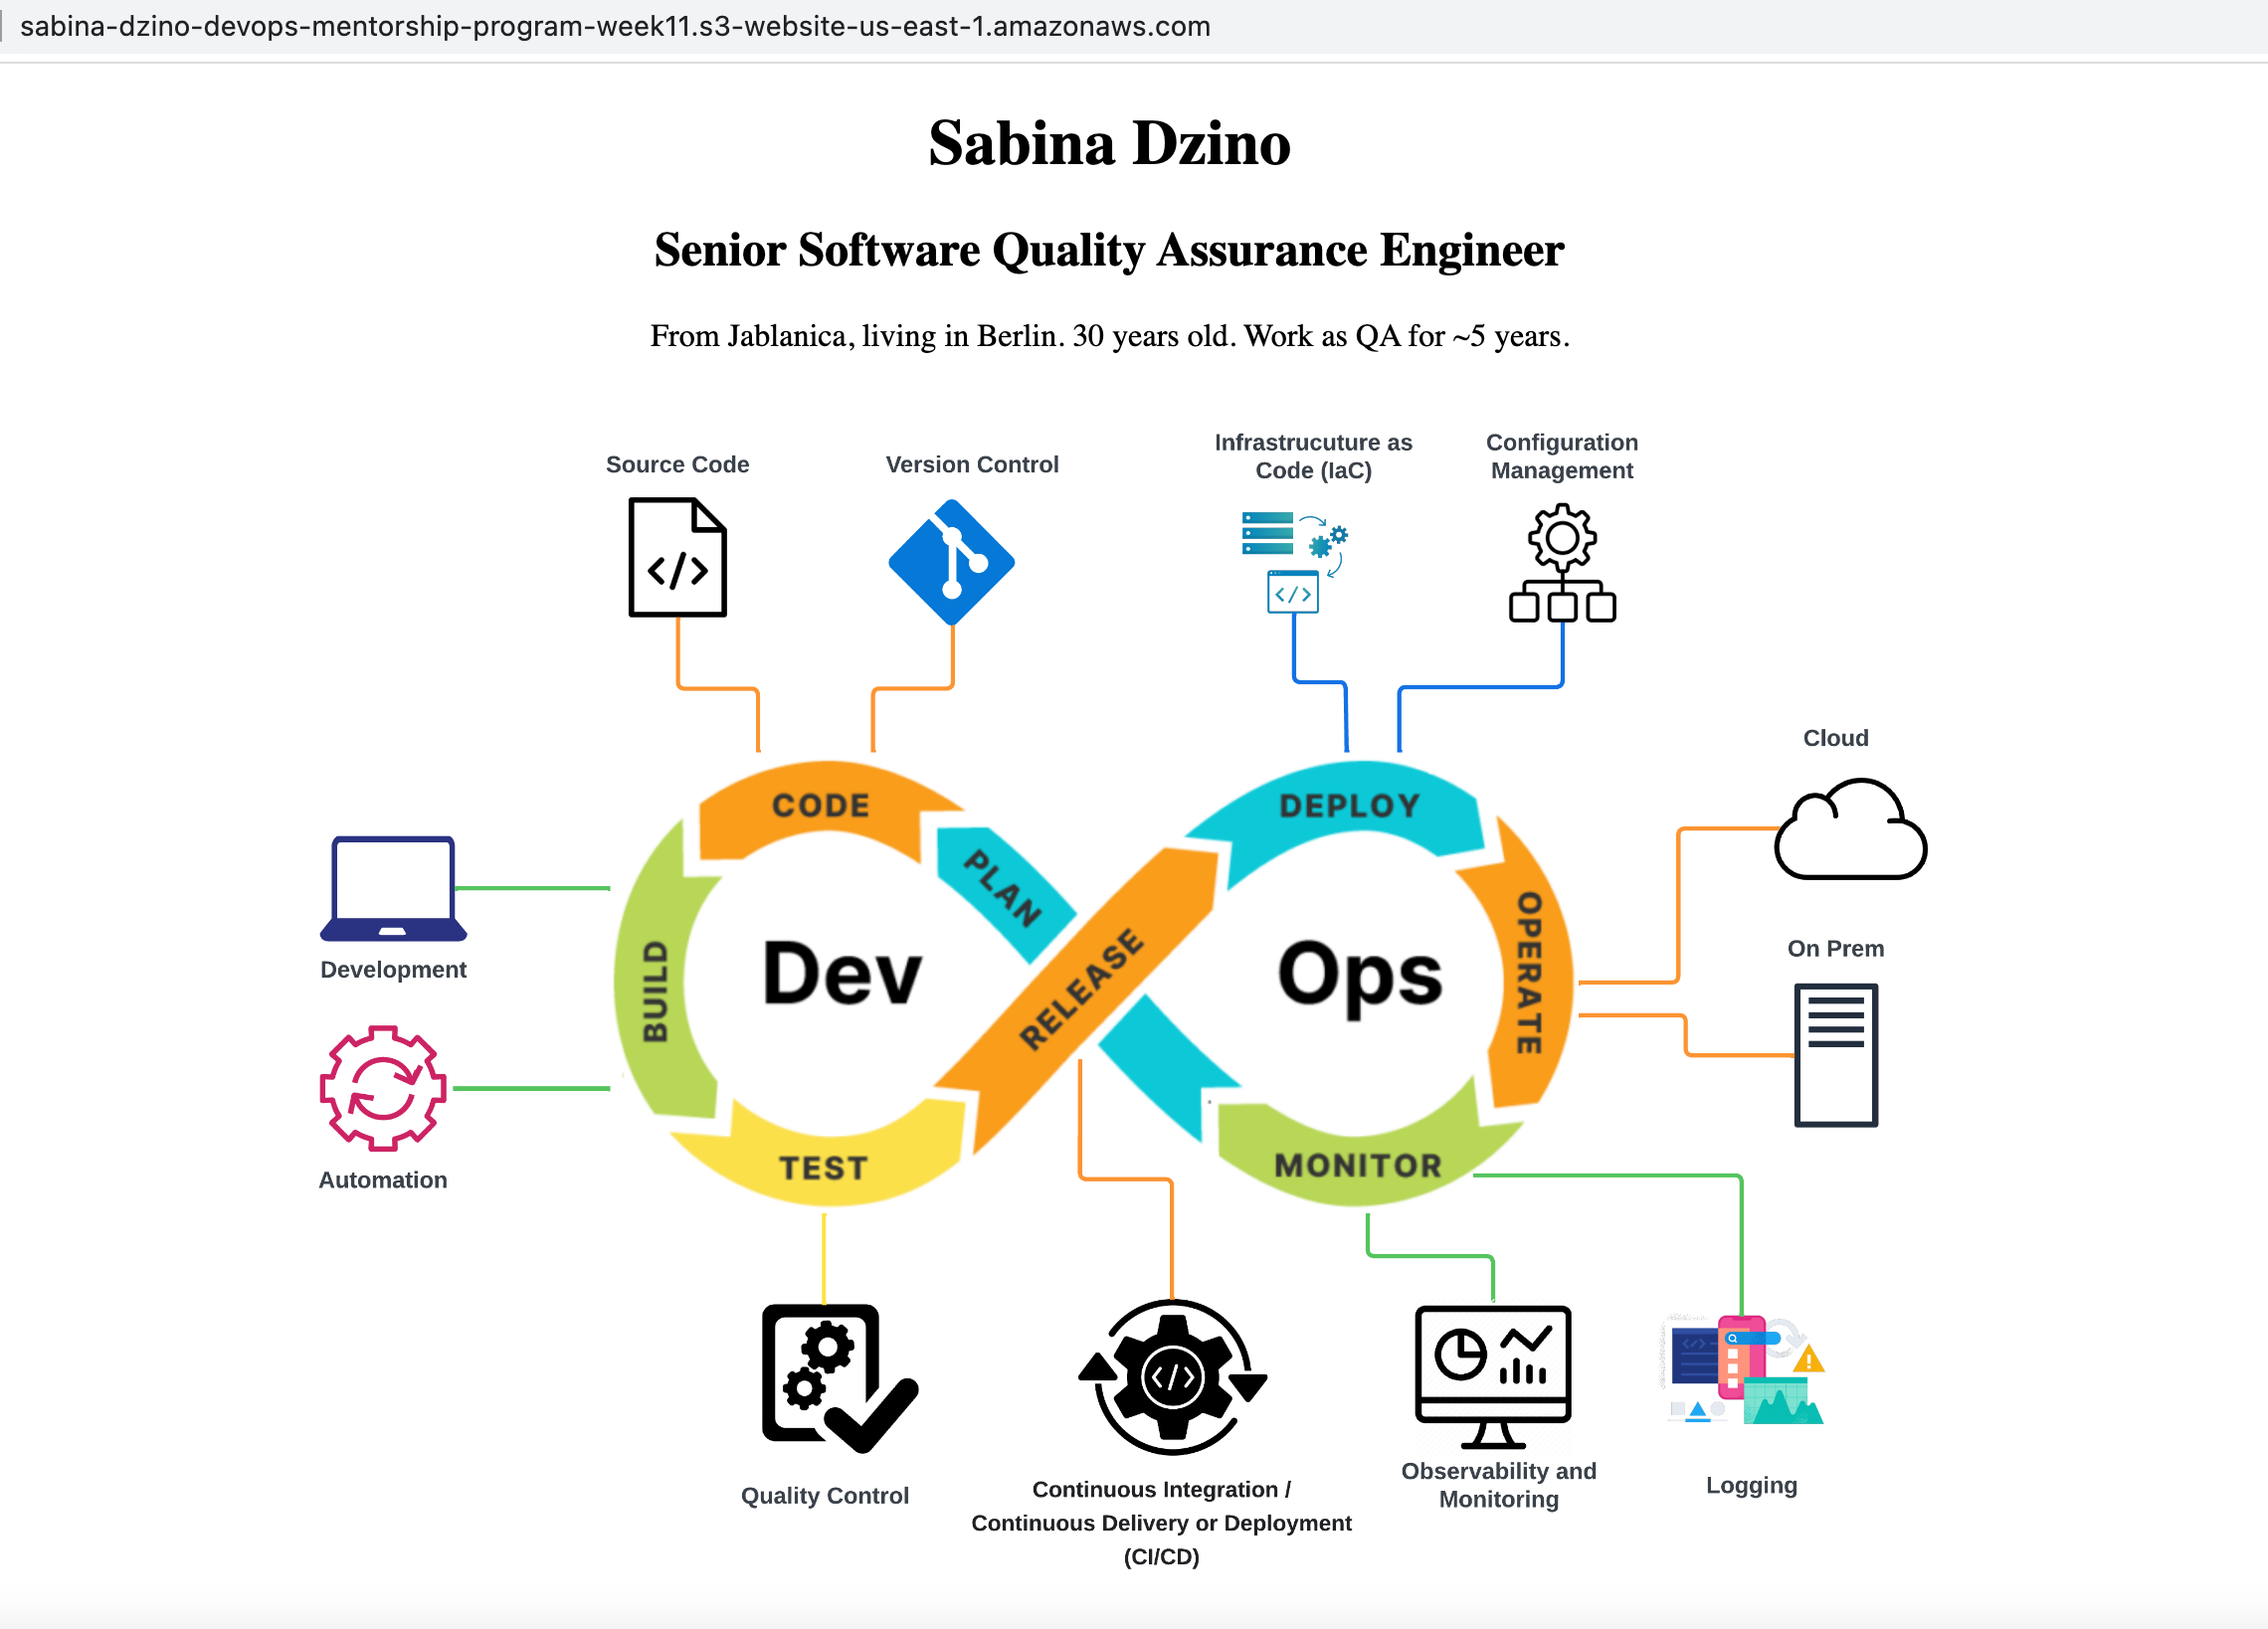 sabina-dzino-devops-mentorship-program-week11.s3-website-us-east-1.amazonaws.com
Sabina Dzino
Senior Software Quality Assurance Engineer
From Jablanica, living in Berlin. 30 years old. Work as QA for ~5 years.
Source Code
Version Control
Infrastrucuture as
Code (IaC)
Configuration
Management
</>
</>
Cloud
On Prem
Development
Automation
CODE
PLAN
BUILD
Dev
TEST
RELEASE
DEPLOY
Ops
OPERATE
MONITOR
</>
</>
Quality Control
Continuous Integration /
Continuous Delivery or Deployment
(CI/CD)
Observability and
Monitoring
Logging